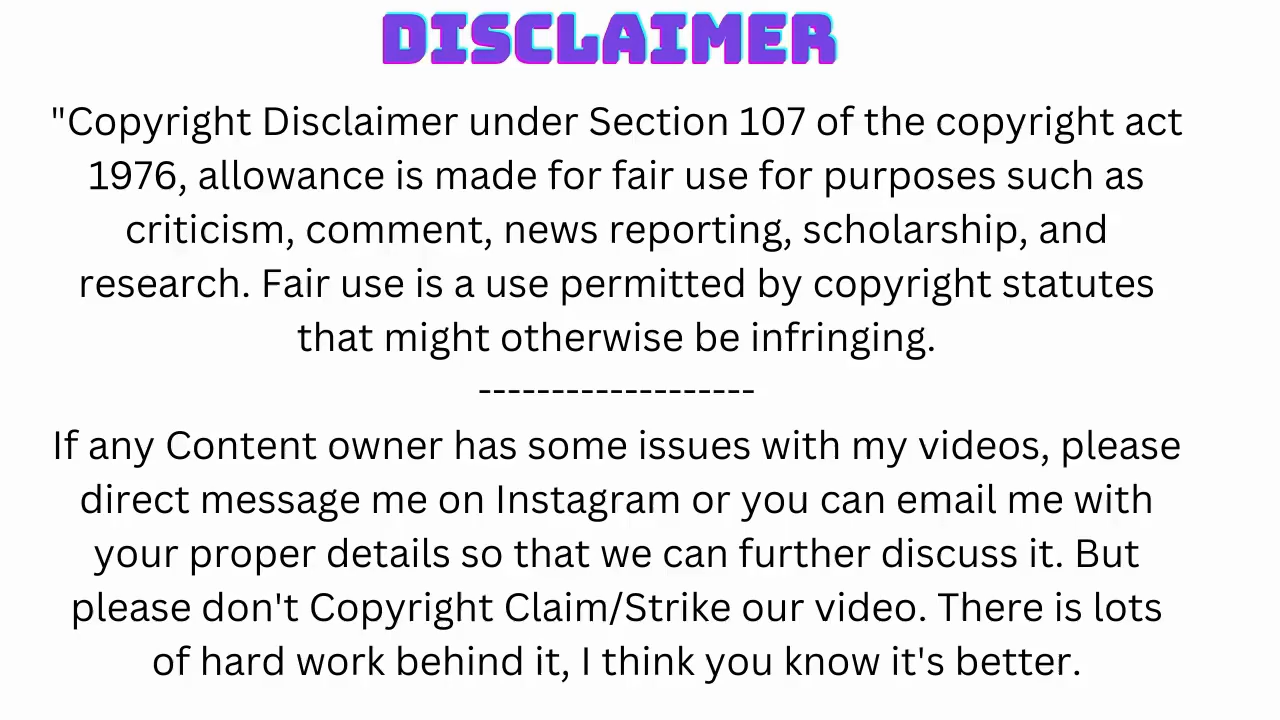 DISCLAIMER
"Copyright Disclaimer under Section 107 of the copyright act
1976, allowance is made for fair use for purposes such as
criticism, comment, news reporting, scholarship, and
research. Fair use is a use permitted by copyright statutes
that might otherwise be infringing.
-------------------
If any Content owner has some issues with my videos, please
direct message me on Instagram or you can email me with
your proper details so that we can further discuss it. But
please don't Copyright Claim/Strike our video. There is lots
of hard work behind it, I think you know it's better.